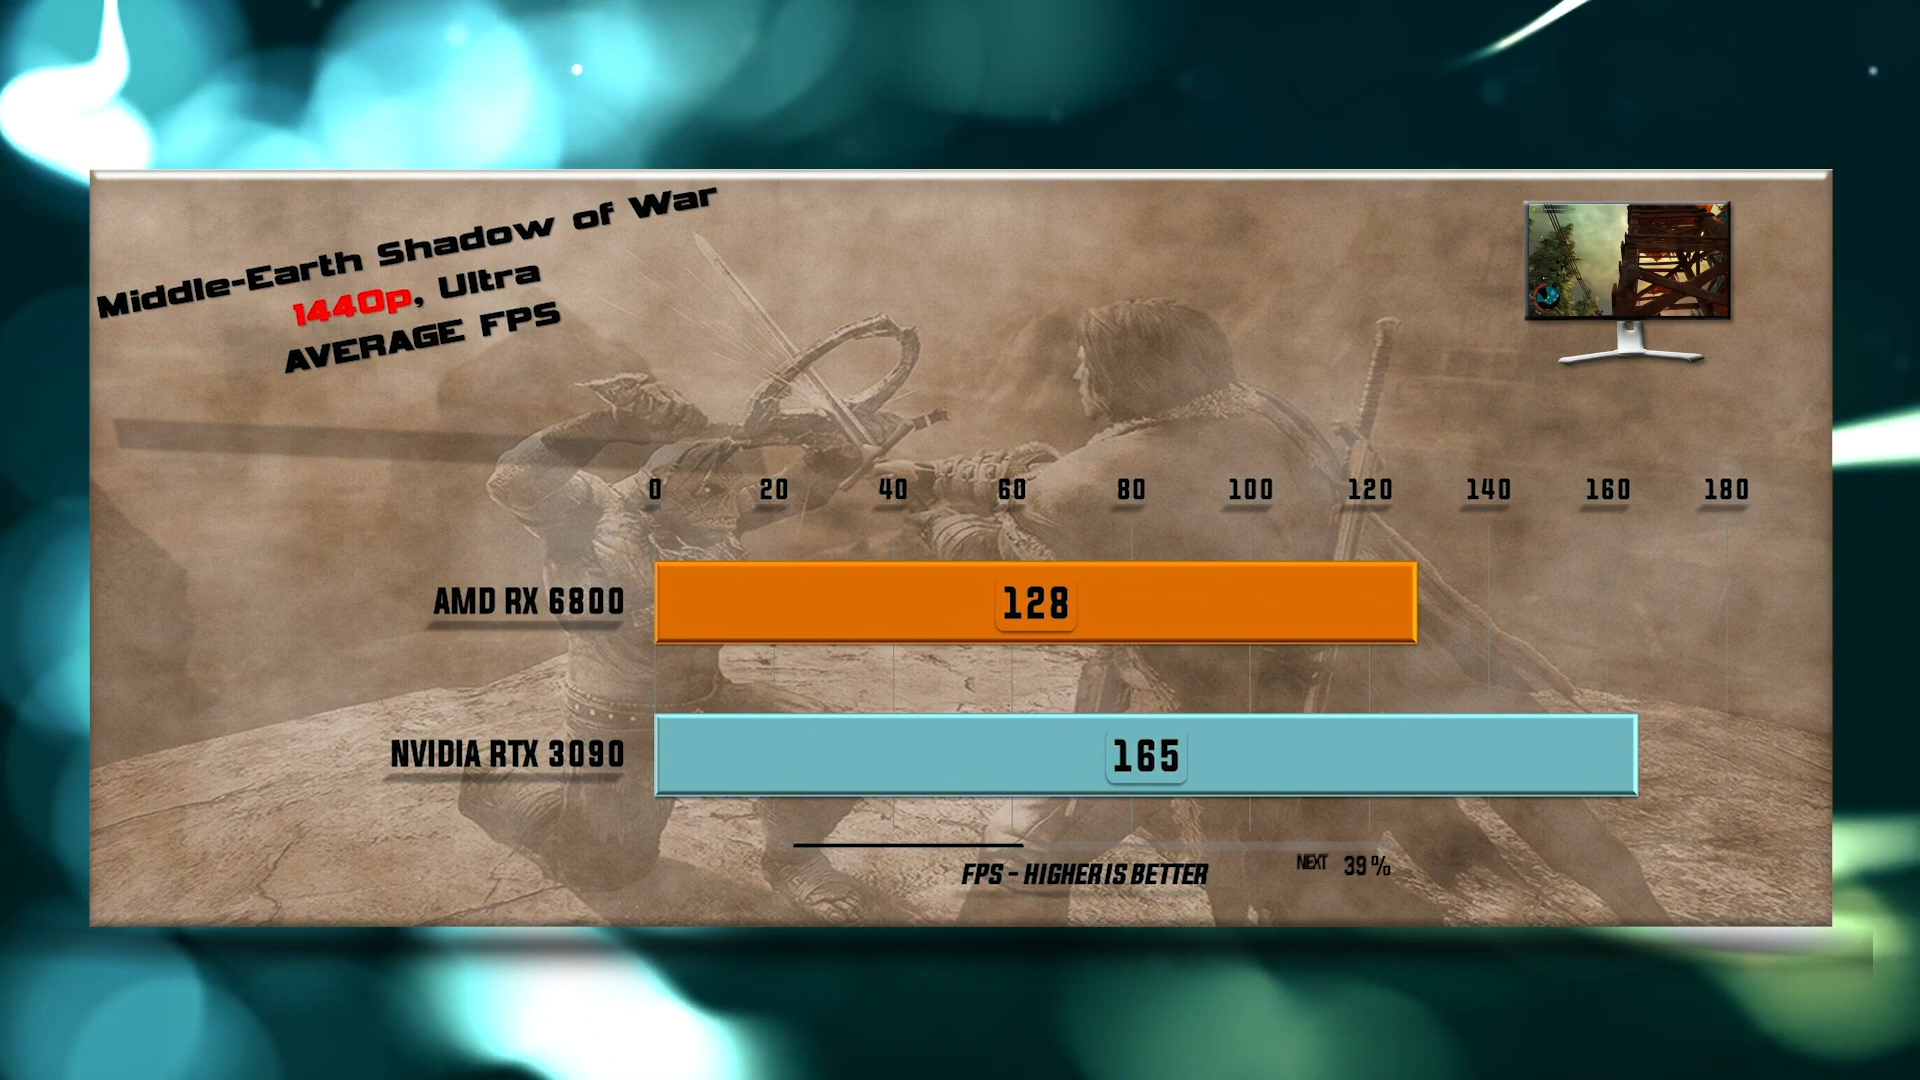 Middle-Earth Shadow of War
1440p, Ultra
AVERAGE FPS
0 20 40 60 80 100 120 140 160 180
AMD RX 6800 128
NVIDIA RTX 3090 165
FPS - HIGHER IS BETTER
NEXT 39 %